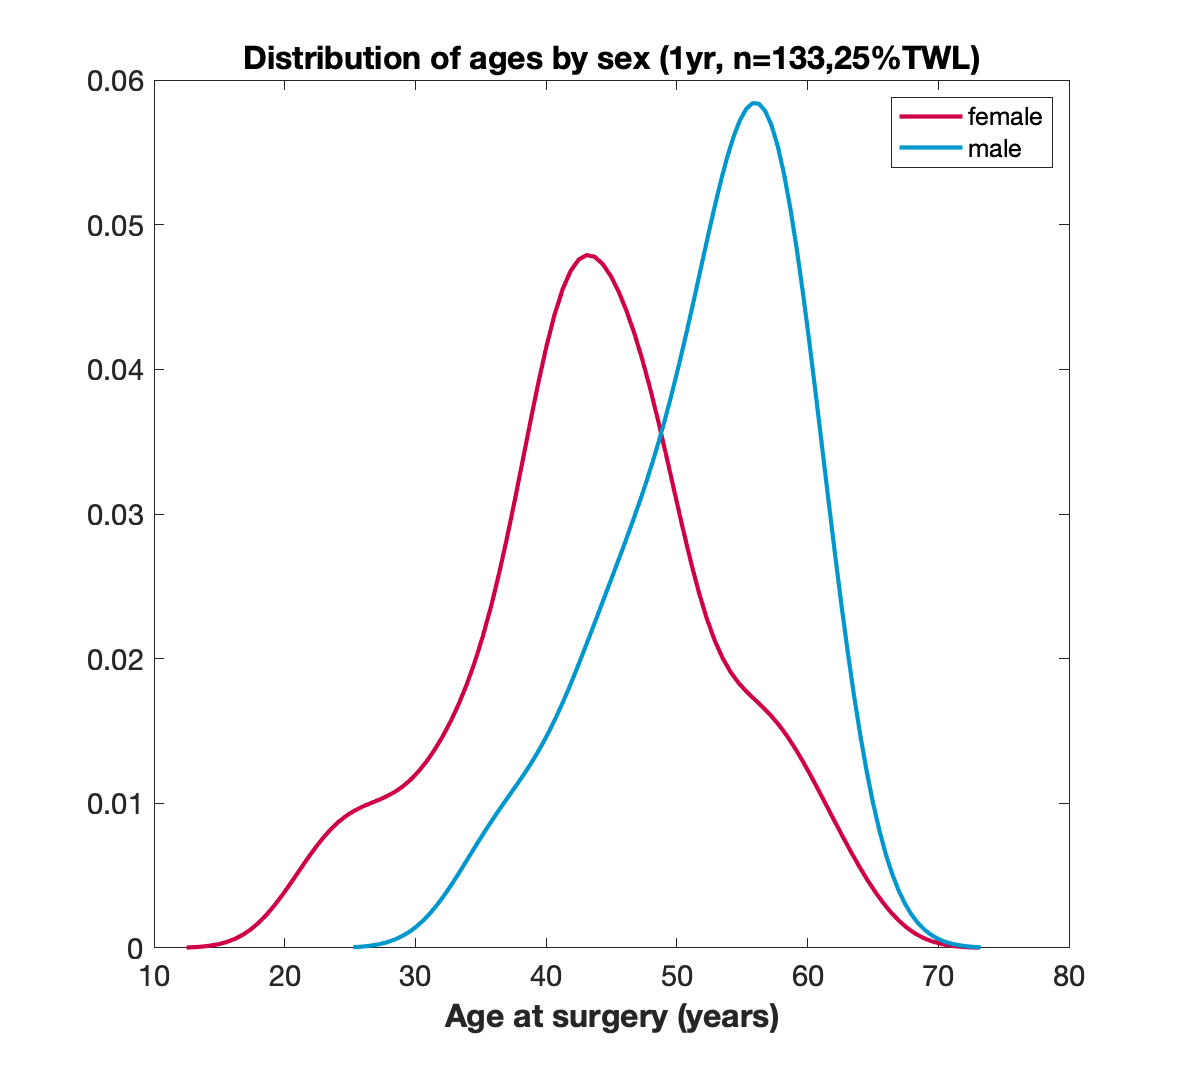 Distribution of ages by sex (1yr, n=133,25%TWL)
0.06
0.05
0.04
0.03
0.02
0.01
0
female
male
10 20 30 40 50 60 70 80
Age at surgery (years)